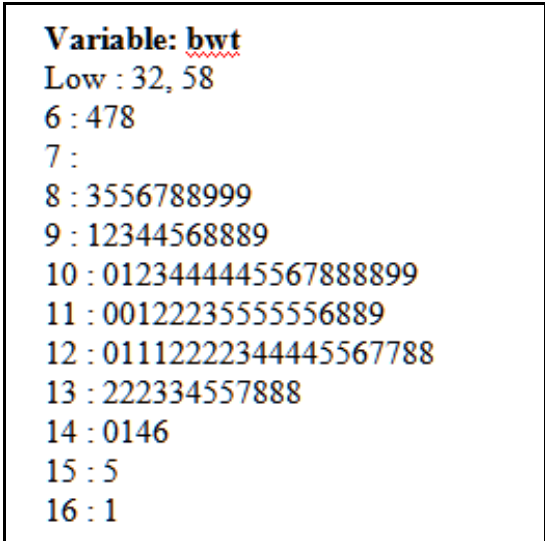 Variable: bwt
Low : 32, 58
6 : 478
7 :
8 : 3556788999
9 : 12344568889
10 : 0123444445567888899
11 : 00122235555556889
12 : 01112222344445567788
13 : 222334557888
14 : 0146
15 : 5
16 : 1